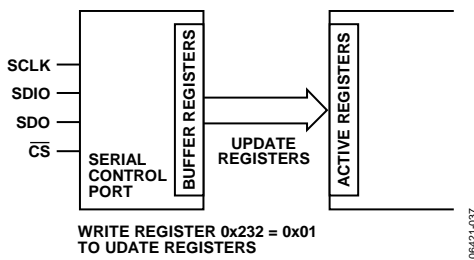 SCLK
SDIO
SDO
CS
SERIAL
CONTROL
PORT
BUFFER REGISTERS
UPDATE
REGISTERS
ACTIVE REGISTERS
WRITE REGISTER 0x232 = 0x01
TO UDATE REGISTERS
06421-037